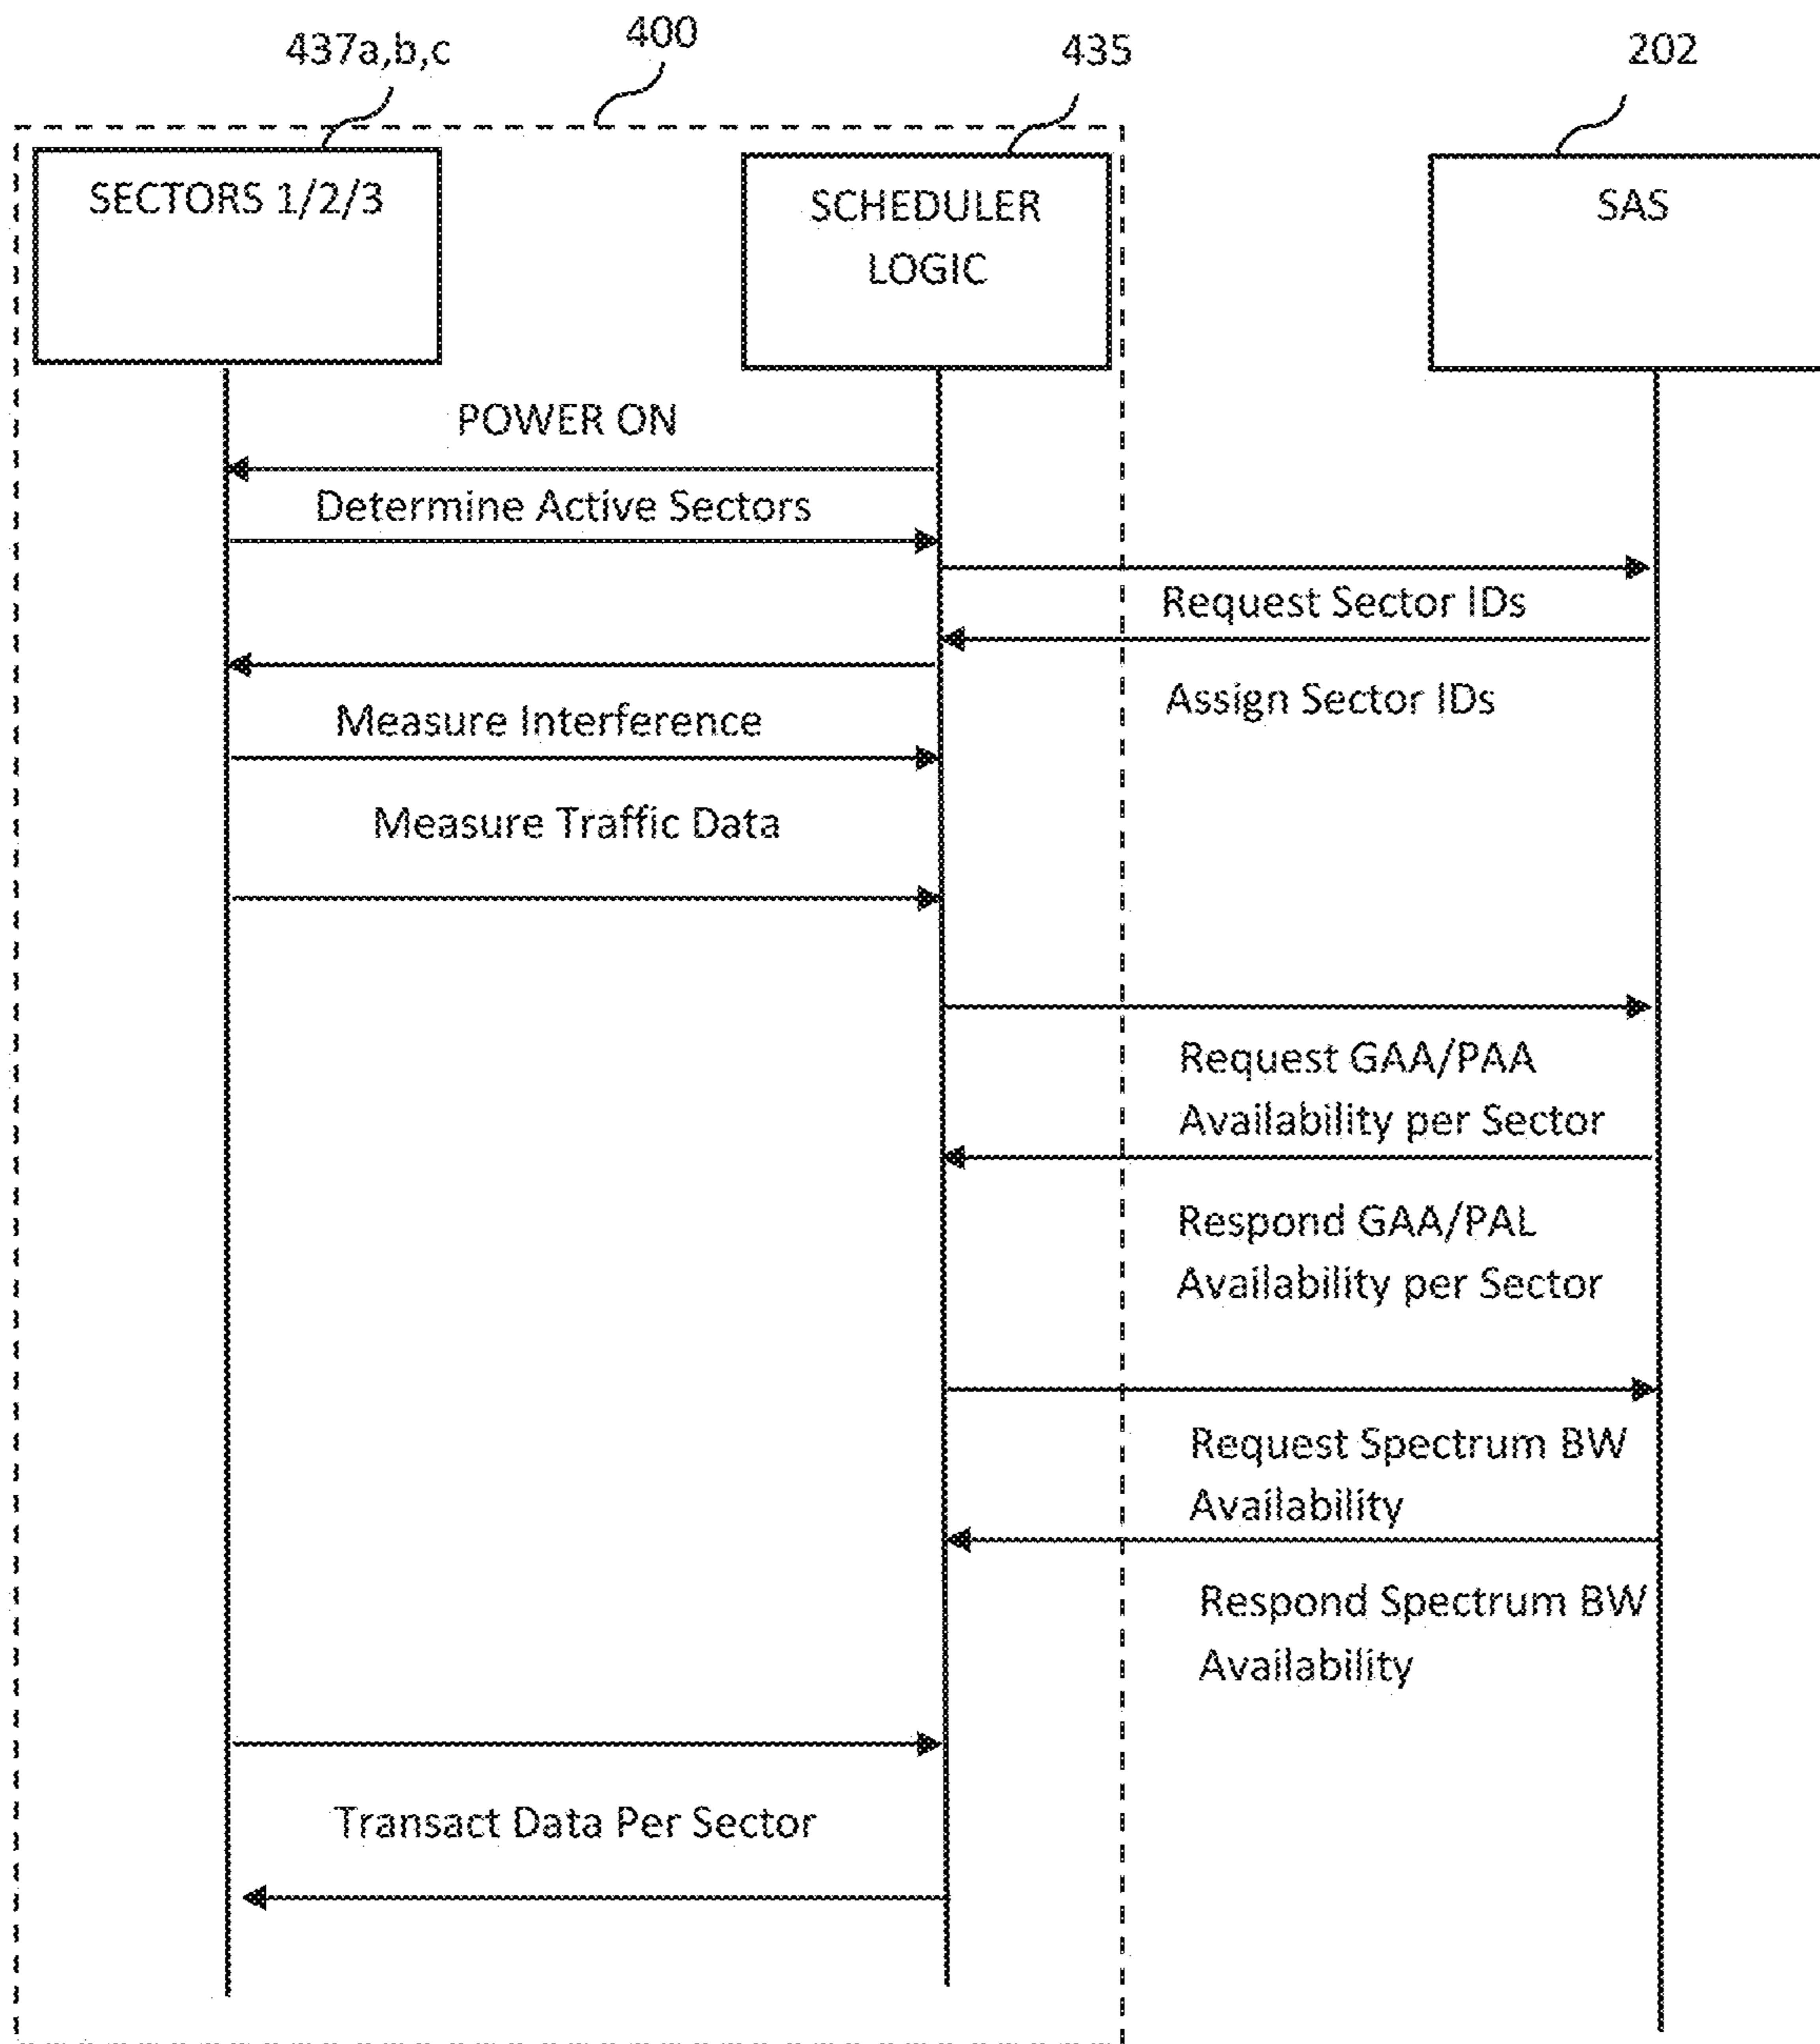 437a,b,c
400
435
202
SECTORS 1/2/3
SCHEDULER
LOGIC
SAS
POWER ON
Determine Active Sectors
Request Sector IDs
Assign Sector IDs
Measure Interference
Measure Traffic Data
Request GAA/PAA
Availability per Sector
Respond GAA/PAL
Availability per Sector
Request Spectrum BW
Availability
Respond Spectrum BW
Availability
Transact Data Per Sector